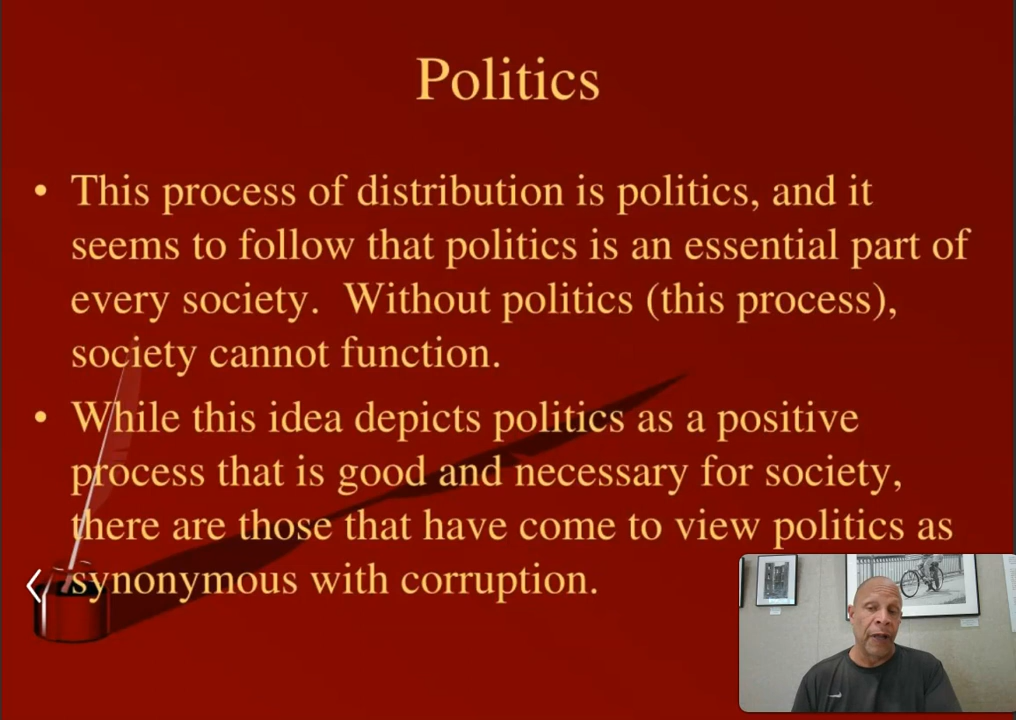 Politics
• This process of distribution is politics, and it
seems to follow that politics is an essential part of
every society.  Without politics (this process),
society cannot function.
• While this idea depicts politics as a positive
process that is good and necessary for society,
there are those that have come to view politics as
synonymous with corruption.